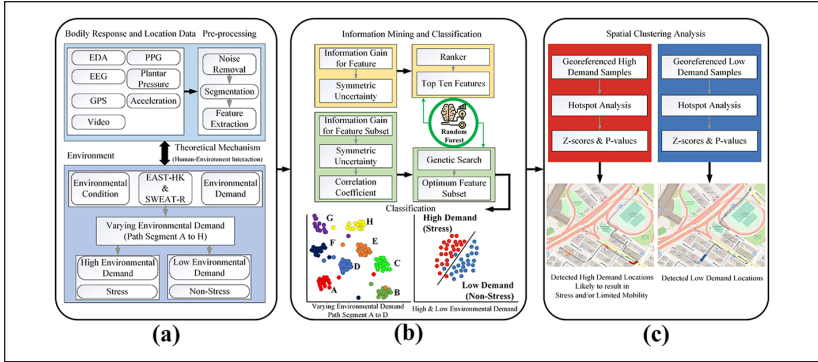 Bodily Response and Location Data
Pre-processing
EDA
PPG
EEG
Plantar
Pressure
GPS
Acceleration
Video
Noise
Removal
Segmentation
Feature
Extraction
Theoretical Mechanism
(Human-Environment Interaction)
Environment
Environmental
Condition
EAST-HK
&
SWEAT-R
Environmental
Demand
Varying Environmental Demand
(Path Segment A to H)
High Environmental
Demand
Low Environmental
Demand
Stress
Non-Stress
(a)
Information Mining and Classification
Information Gain
for Feature
Symmetric
Uncertainty
Ranker
Top Ten Features
Random
Forest
Information Gain
for Feature Subset
Symmetric
Uncertainty
Correlation
Coefficient
Genetic Search
Optimum Feature
Subset
Classification
G
H
F
E
D
C
A
B
High Demand
(Stress)
Low Demand
(Non-Stress)
Varying Environmental Demand
Path Segment A to D
High & Low Environmental Demand
(b)
Spatial Clustering Analysis
Georeferenced High
Demand Samples
Hotspot Analysis
Z-scores & P-values
Georeferenced Low
Demand Samples
Hotspot Analysis
Z-scores & P-values
Detected High Demand Locations
Likely to result in
Stress and/or Limited Mobility
Detected Low Demand Locations
(c)